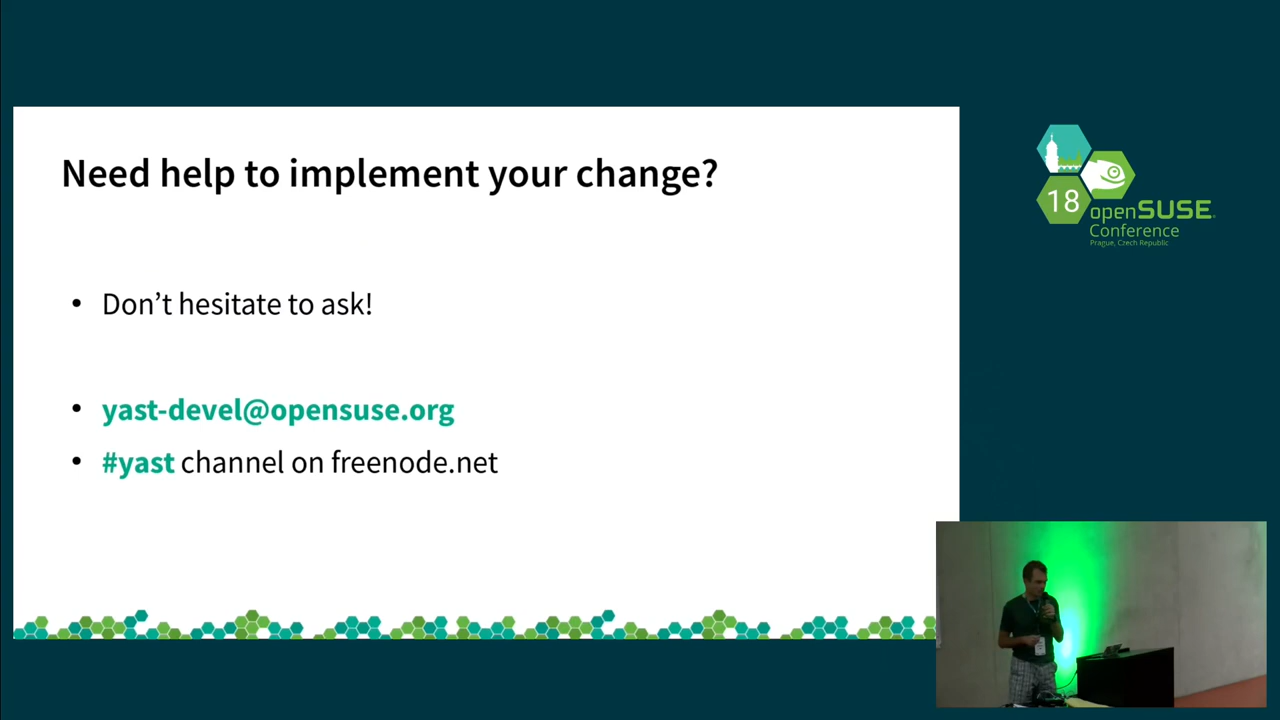 Need help to implement your change?
• Don’t hesitate to ask!
• yast-devel@opensuse.org
• #yast channel on freenode.net
18
openSUSE
Conference
Prague, Czech Republic